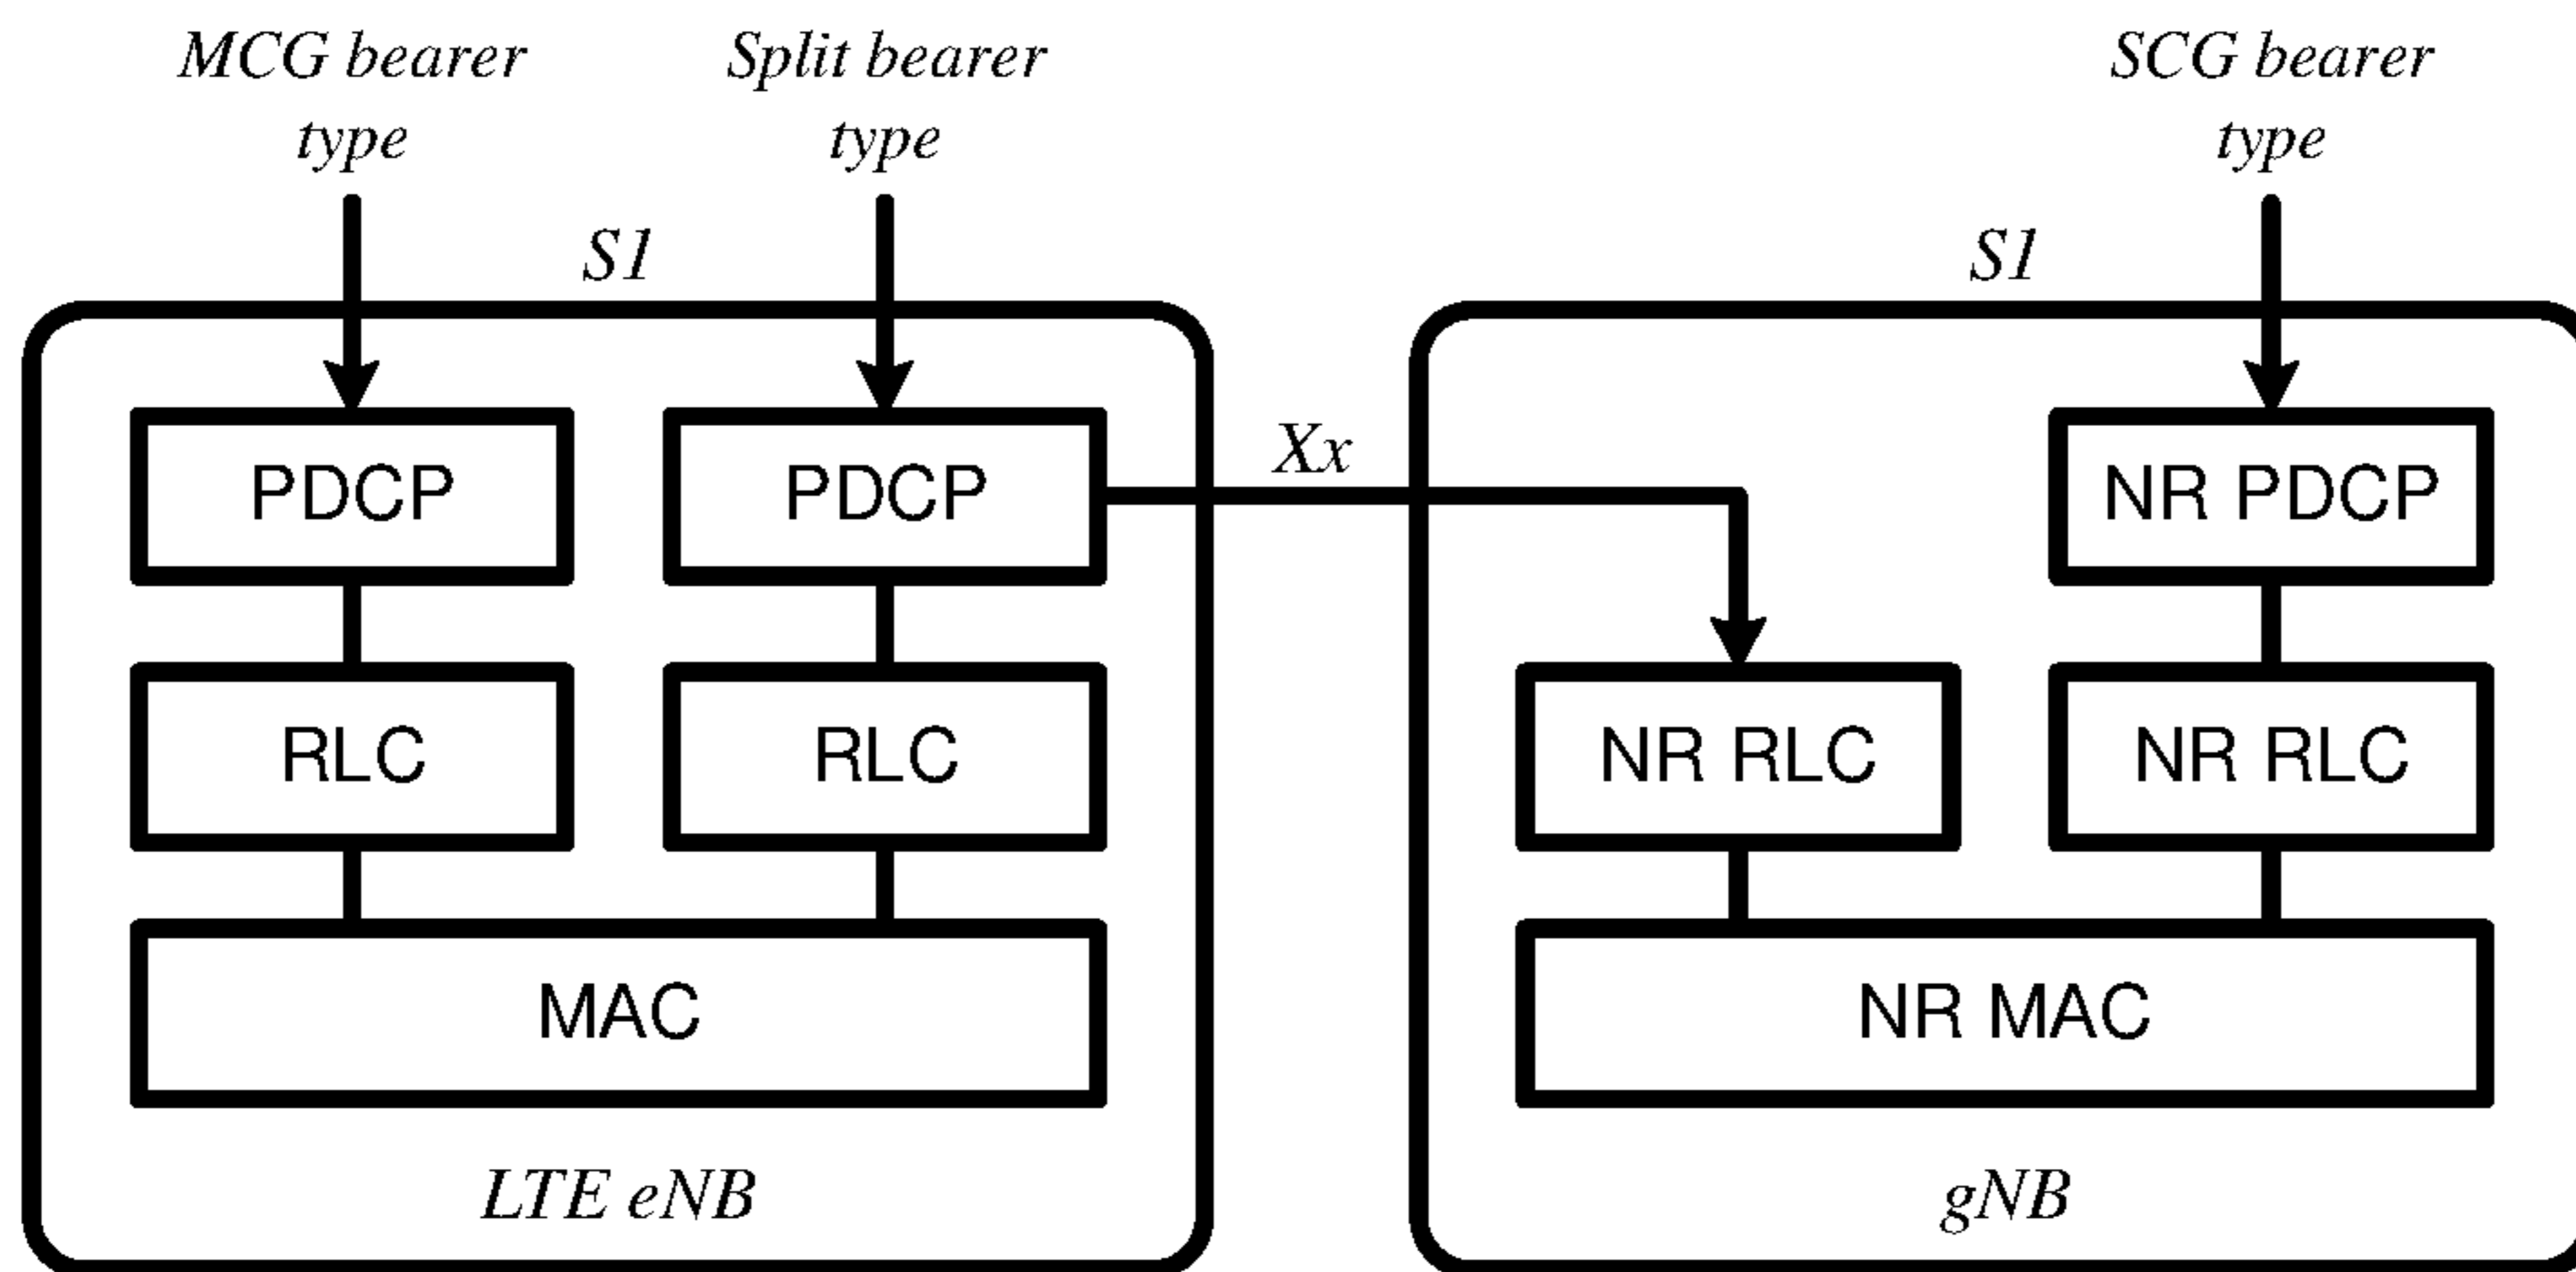 MCG bearer
type
Split bearer
type
SCG bearer
type
S1
S1
PDCP
PDCP
Xx
NR PDCP
RLC
RLC
NR RLC
NR RLC
MAC
NR MAC
LTE eNB
gNB